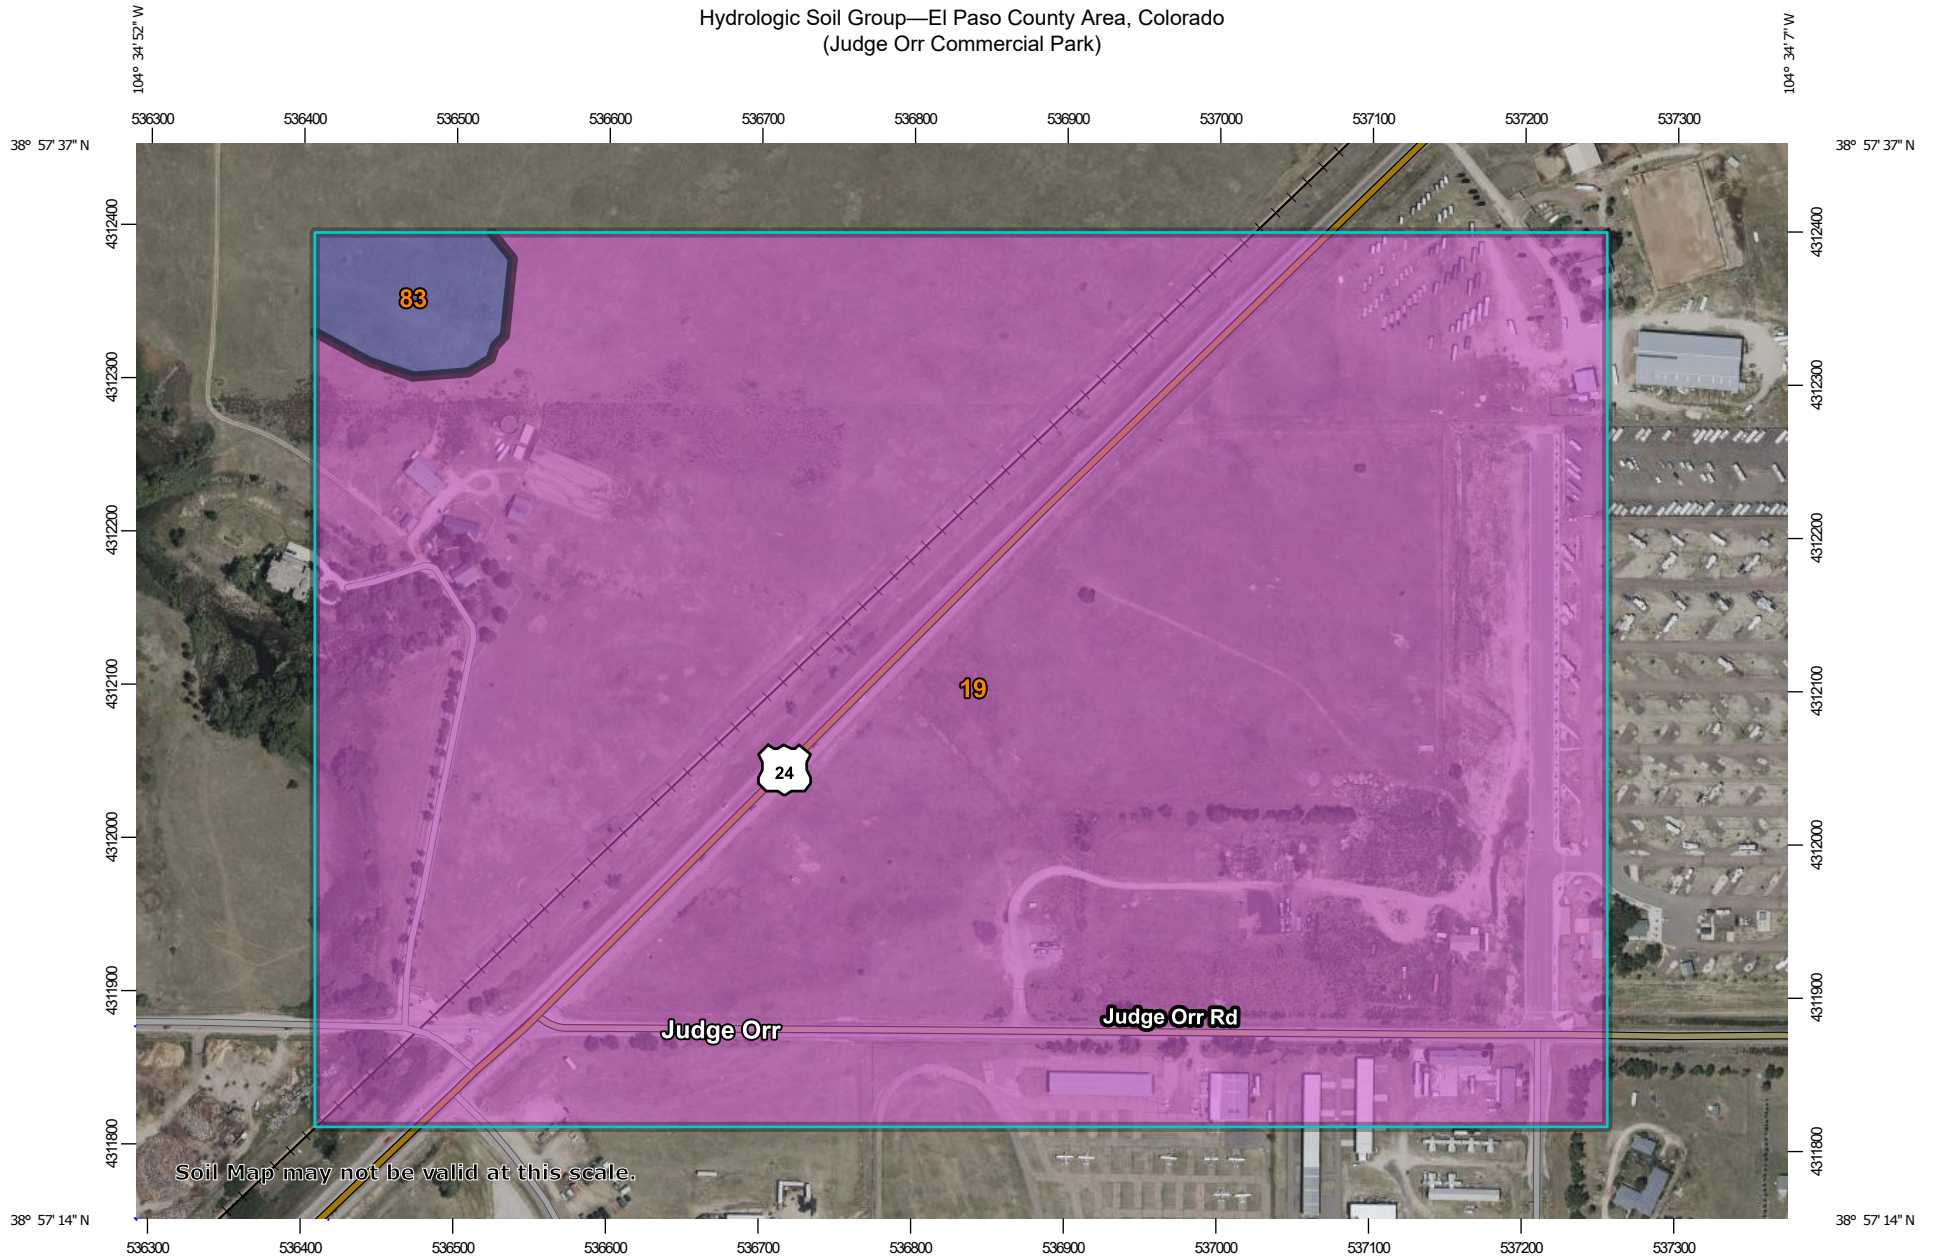 Hydrologic Soil Group—El Paso County Area, Colorado
(Judge Orr Commercial Park)
104° 34' 52" W
104° 34' 7" W
536300 536400 536500 536600 536700 536800 536900 537000 537100 537200 537300
38° 57' 37" N
38° 57' 37" N
4312400
4312400
83
4312300
4312300
4312200
4312200
4312100
4312100
19
24
4312000
4312000
4311900
4311900
Judge Orr Rd
Judge Orr
4311800
4311800
Soil Map may not be valid at this scale.
38° 57' 14" N
38° 57' 14" N
536300 536400 536500 536600 536700 536800 536900 537000 537100 537200 537300